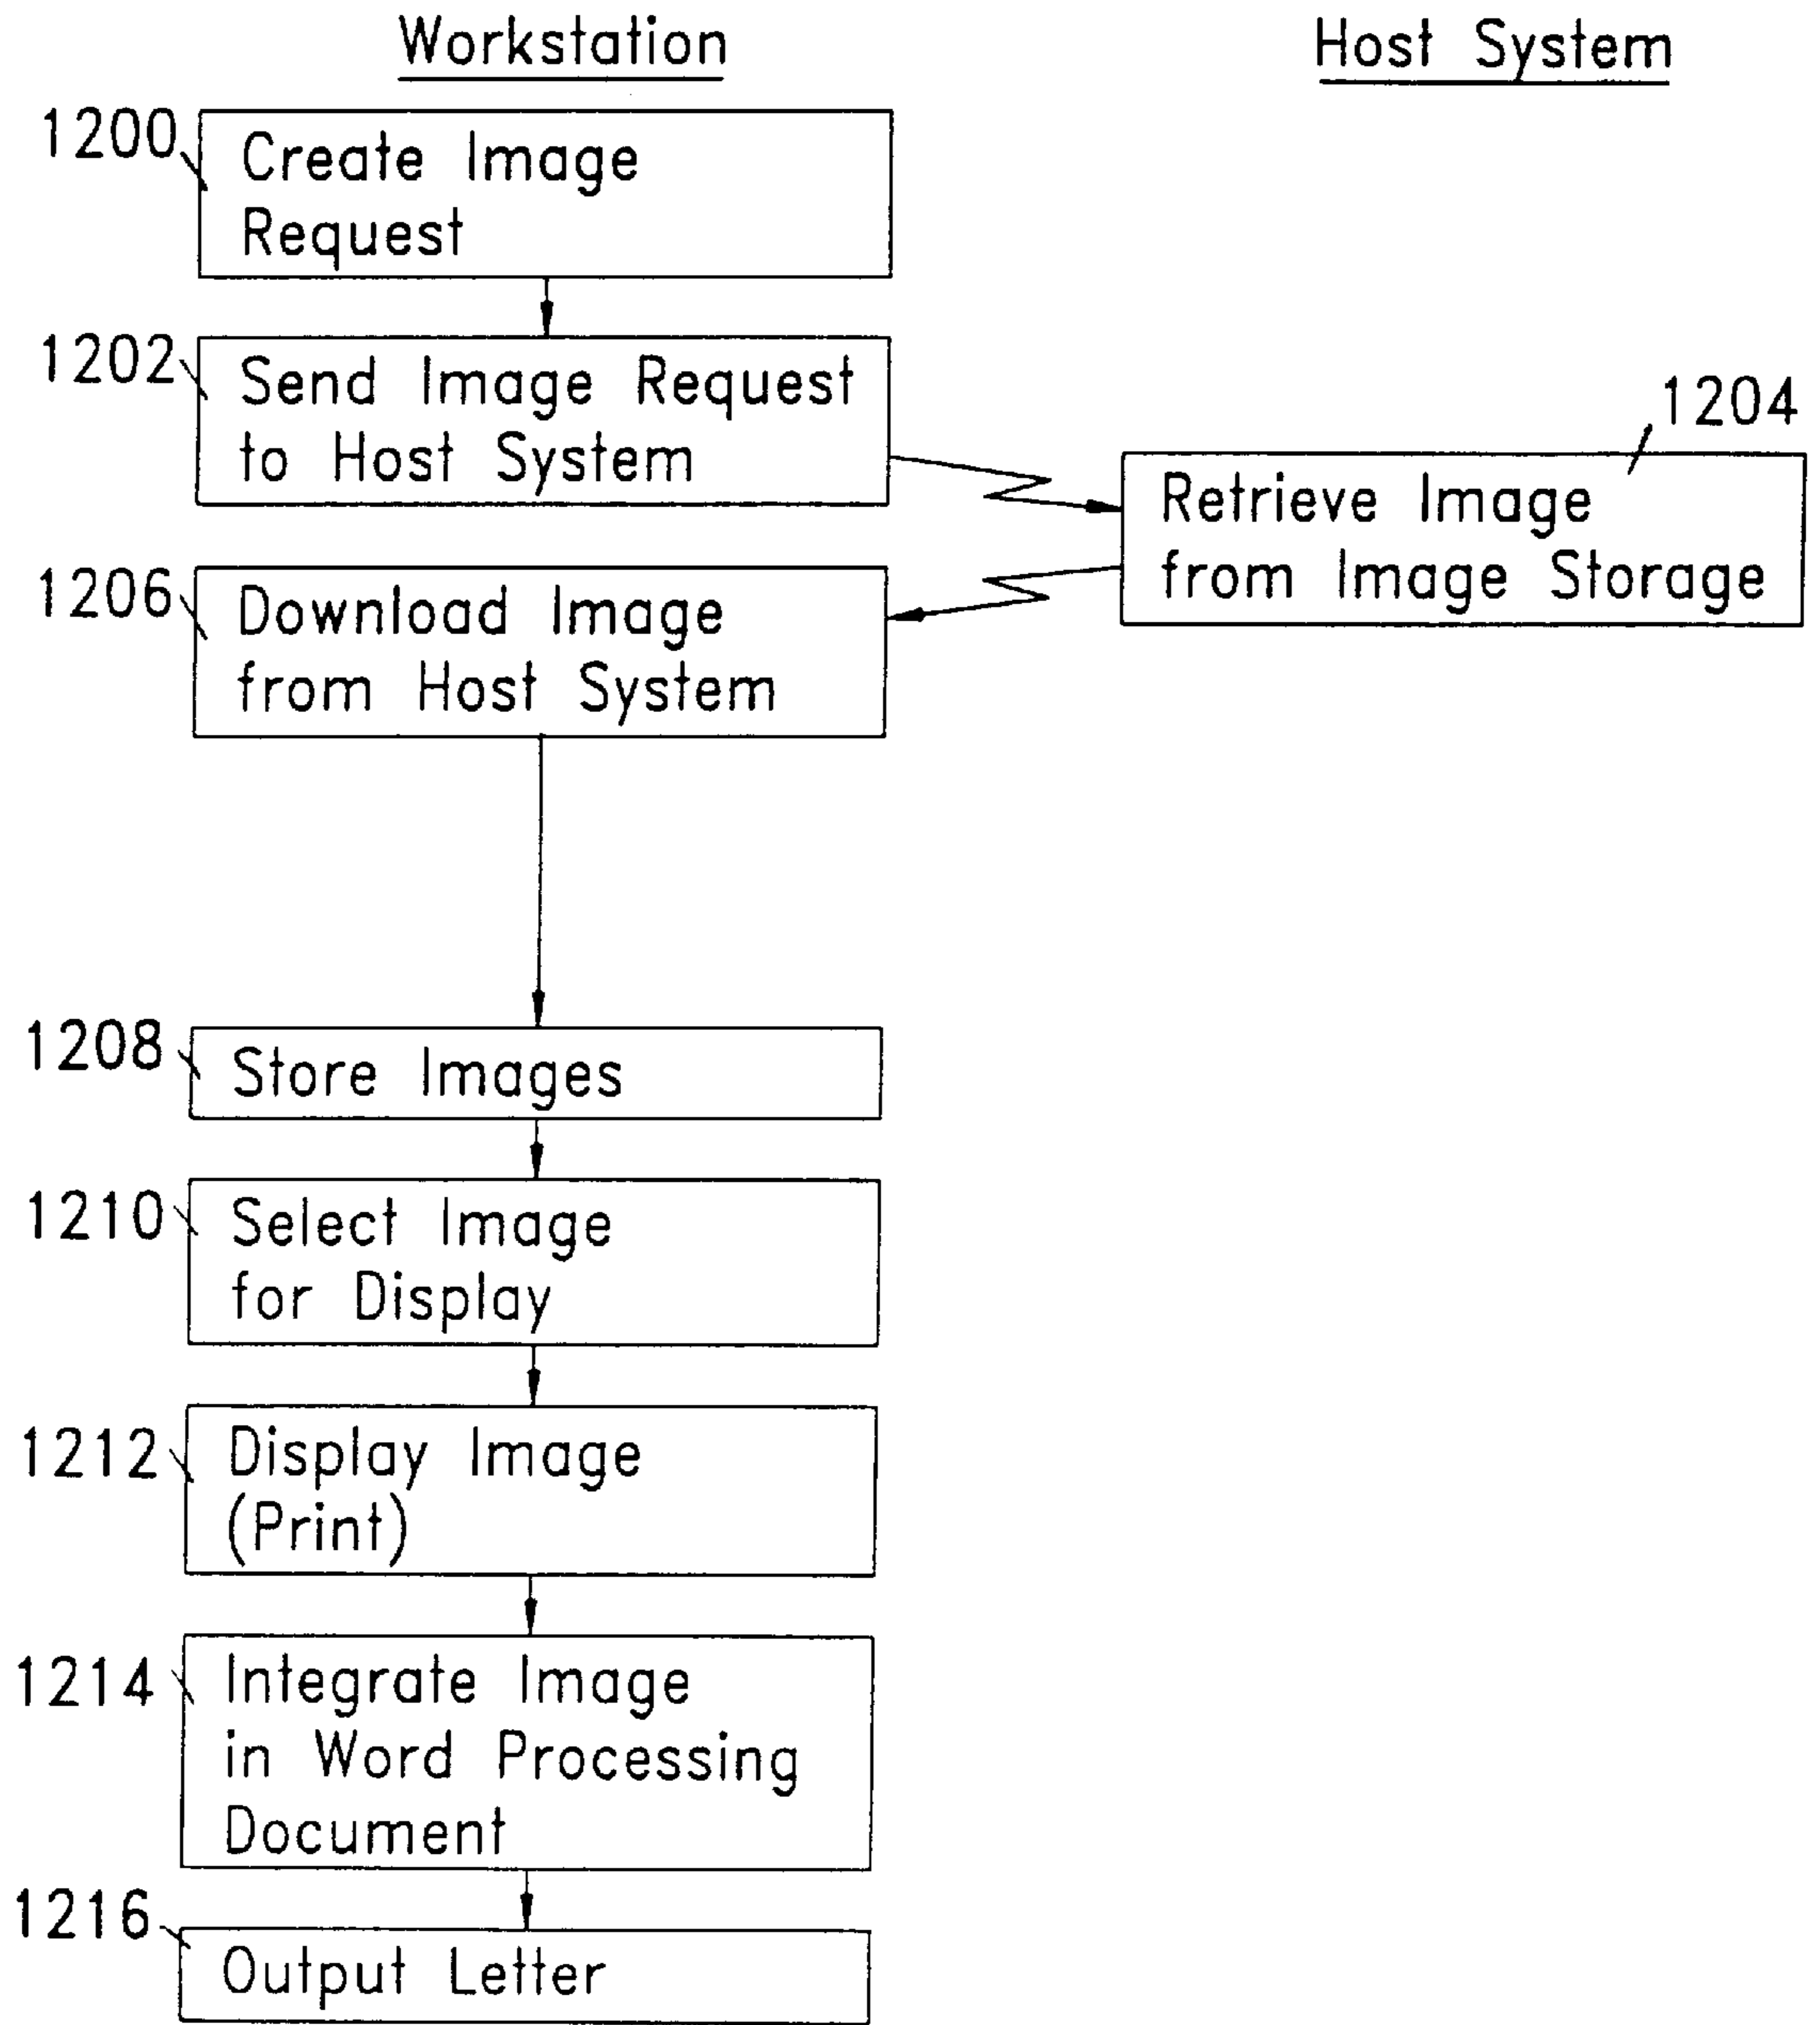 Workstation
Host System
1200
Create Image
Request
1202
Send Image Request
to Host System
1204
Retrieve Image
from Image Storage
1206
Download Image
from Host System
1208
Store Images
1210
Select Image
for Display
1212
Display Image
(Print)
1214
Integrate Image
in Word Processing
Document
1216
Output Letter